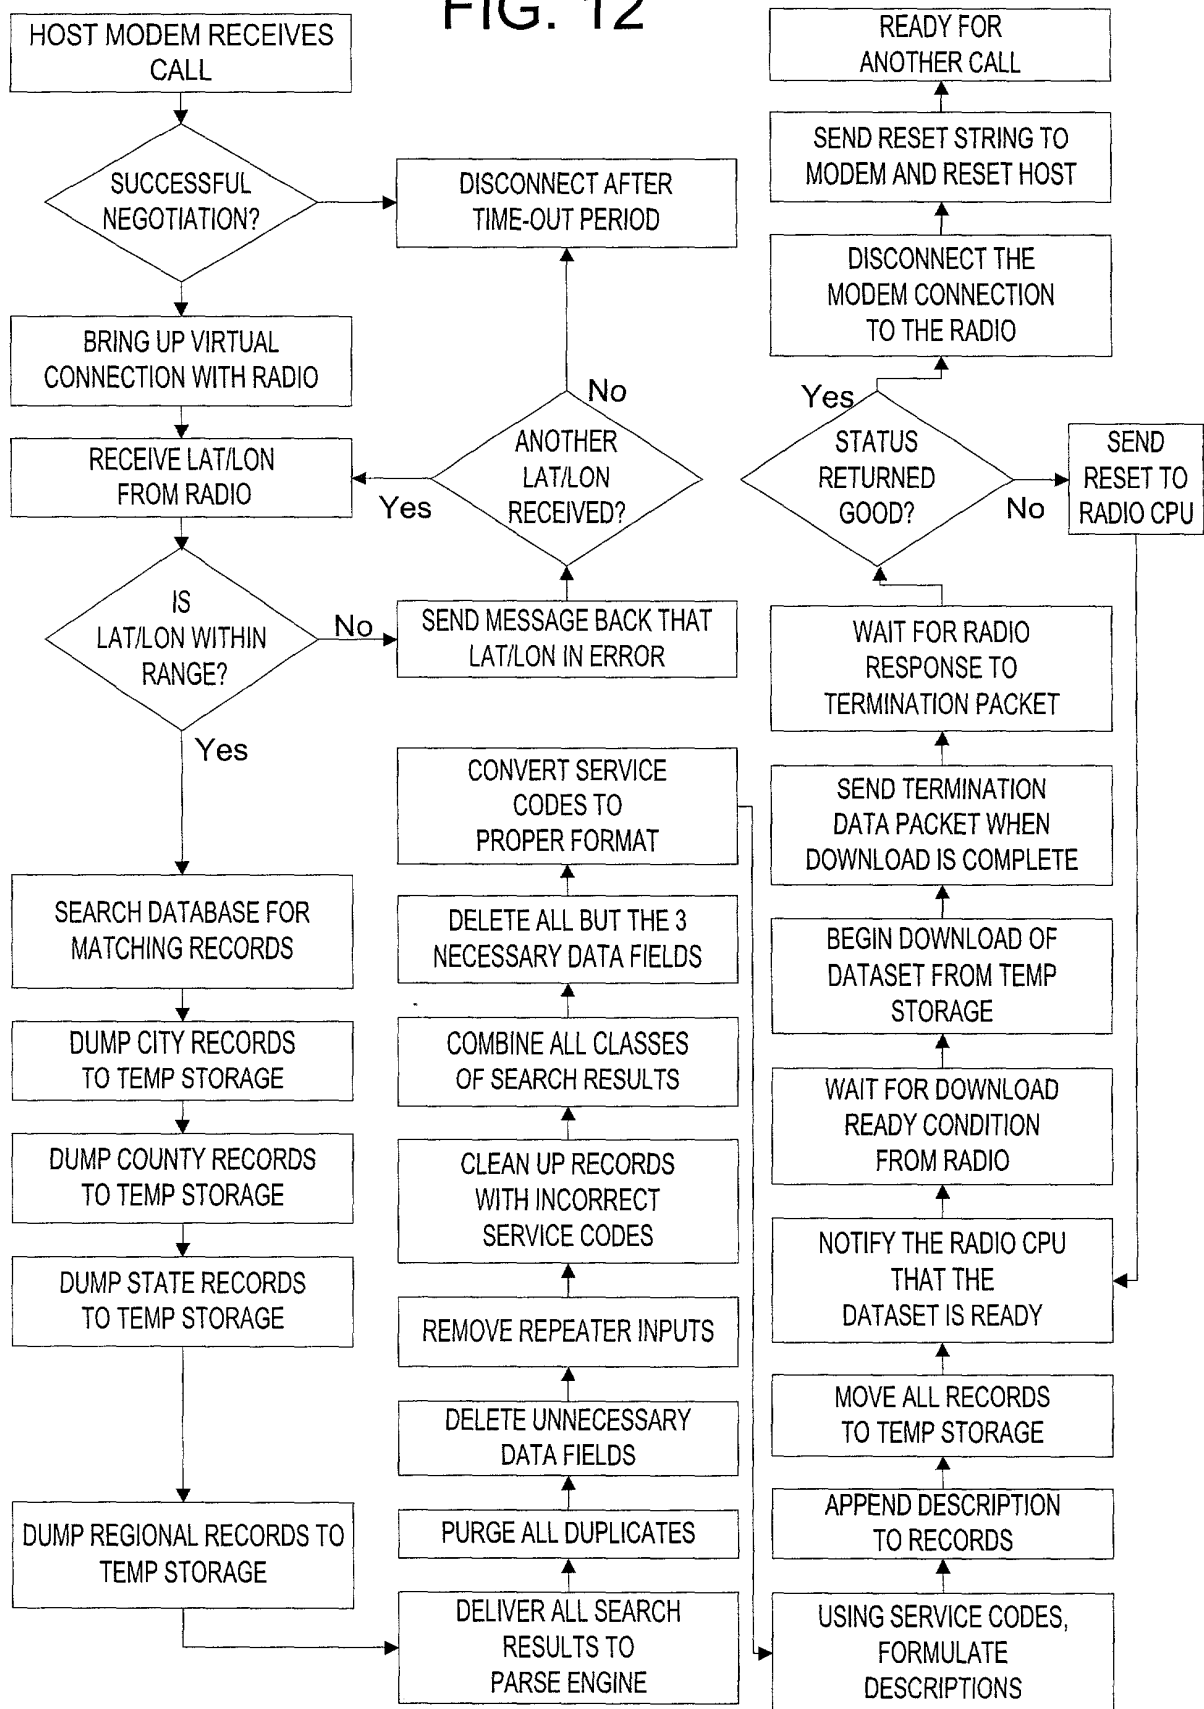 FIG. 12
HOST MODEM RECEIVES
CALL
SUCCESSFUL
NEGOTIATION?
DISCONNECT AFTER
TIME-OUT PERIOD
BRING UP VIRTUAL
CONNECTION WITH RADIO
RECEIVE LAT/LON
FROM RADIO
Yes
ANOTHER
LAT/LON
RECEIVED?
No
IS
LAT/LON WITHIN
RANGE?
No
SEND MESSAGE BACK THAT
LAT/LON IN ERROR
Yes
SEARCH DATABASE FOR
MATCHING RECORDS
DUMP CITY RECORDS
TO TEMP STORAGE
DUMP COUNTY RECORDS
TO TEMP STORAGE
DUMP STATE RECORDS
TO TEMP STORAGE
DUMP REGIONAL RECORDS TO
TEMP STORAGE
CONVERT SERVICE
CODES TO
PROPER FORMAT
DELETE ALL BUT THE 3
NECESSARY DATA FIELDS
COMBINE ALL CLASSES
OF SEARCH RESULTS
CLEAN UP RECORDS
WITH INCORRECT
SERVICE CODES
REMOVE REPEATER INPUTS
DELETE UNNECESSARY
DATA FIELDS
PURGE ALL DUPLICATES
DELIVER ALL SEARCH
RESULTS TO
PARSE ENGINE
READY FOR
ANOTHER CALL
SEND RESET STRING TO
MODEM AND RESET HOST
DISCONNECT THE
MODEM CONNECTION
TO THE RADIO
Yes
STATUS
RETURNED
GOOD?
No
SEND
RESET TO
RADIO CPU
WAIT FOR RADIO
RESPONSE TO
TERMINATION PACKET
SEND TERMINATION
DATA PACKET WHEN
DOWNLOAD IS COMPLETE
BEGIN DOWNLOAD OF
DATASET FROM TEMP
STORAGE
WAIT FOR DOWNLOAD
READY CONDITION
FROM RADIO
NOTIFY THE RADIO CPU
THAT THE
DATASET IS READY
MOVE ALL RECORDS
TO TEMP STORAGE
APPEND DESCRIPTION
TO RECORDS
USING SERVICE CODES,
FORMULATE
DESCRIPTIONS